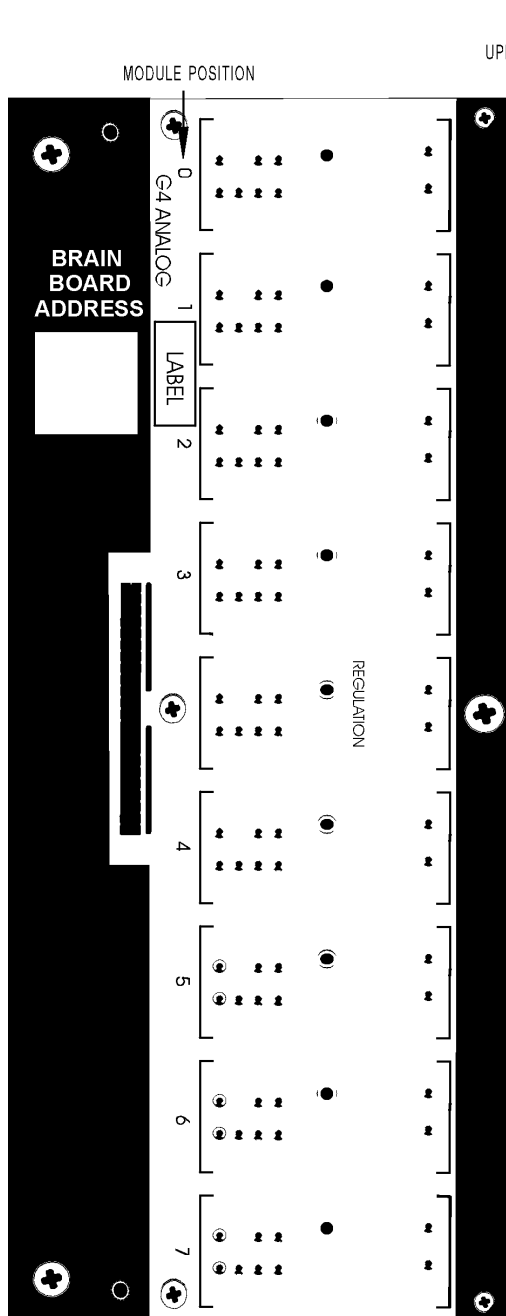 UP
MODULE POSITION
0
G4 ANALOG
BRAIN
BOARD
ADDRESS
1
LABEL
2
3
REGULATION
4
5
6
7